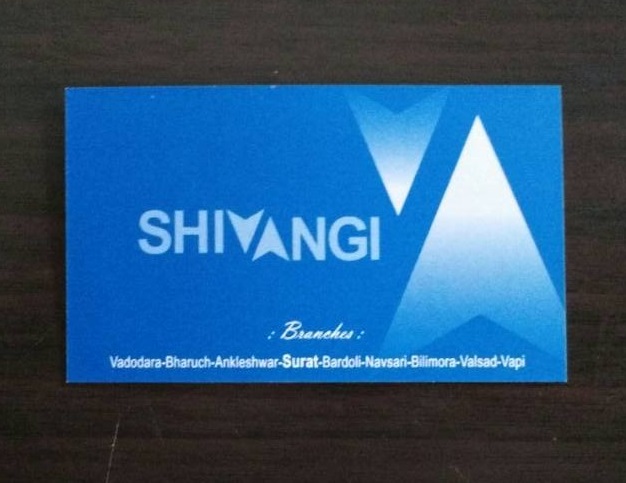 SHIVANGI
: Branches :
Vadodara-Bharuch-Ankleshwar-Surat-Bardoli-Navsari-Bilimora-Valsad-Vapi